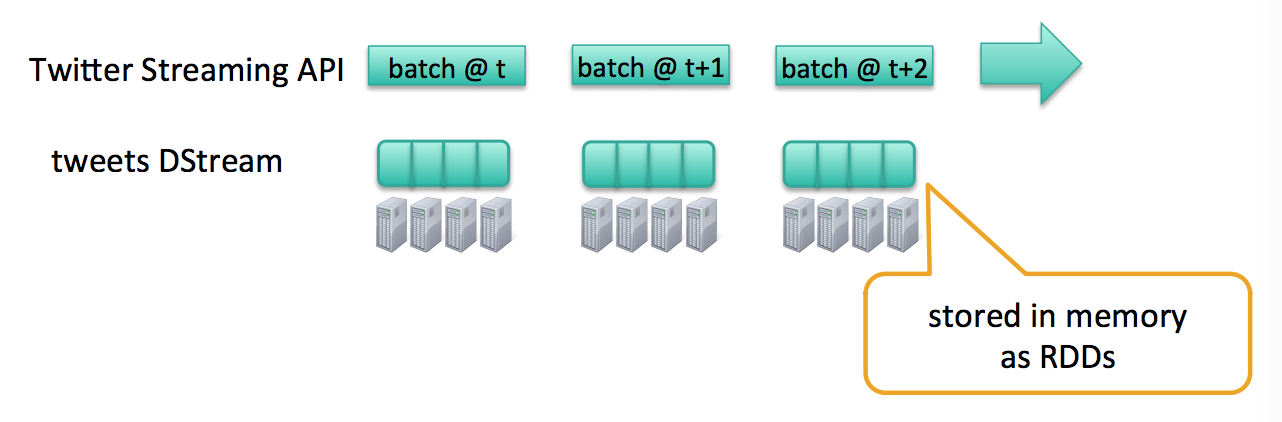 Twitter Streaming API
batch @ t
batch @ t+1
batch @ t+2
tweets DStream
stored in memory
as RDDs